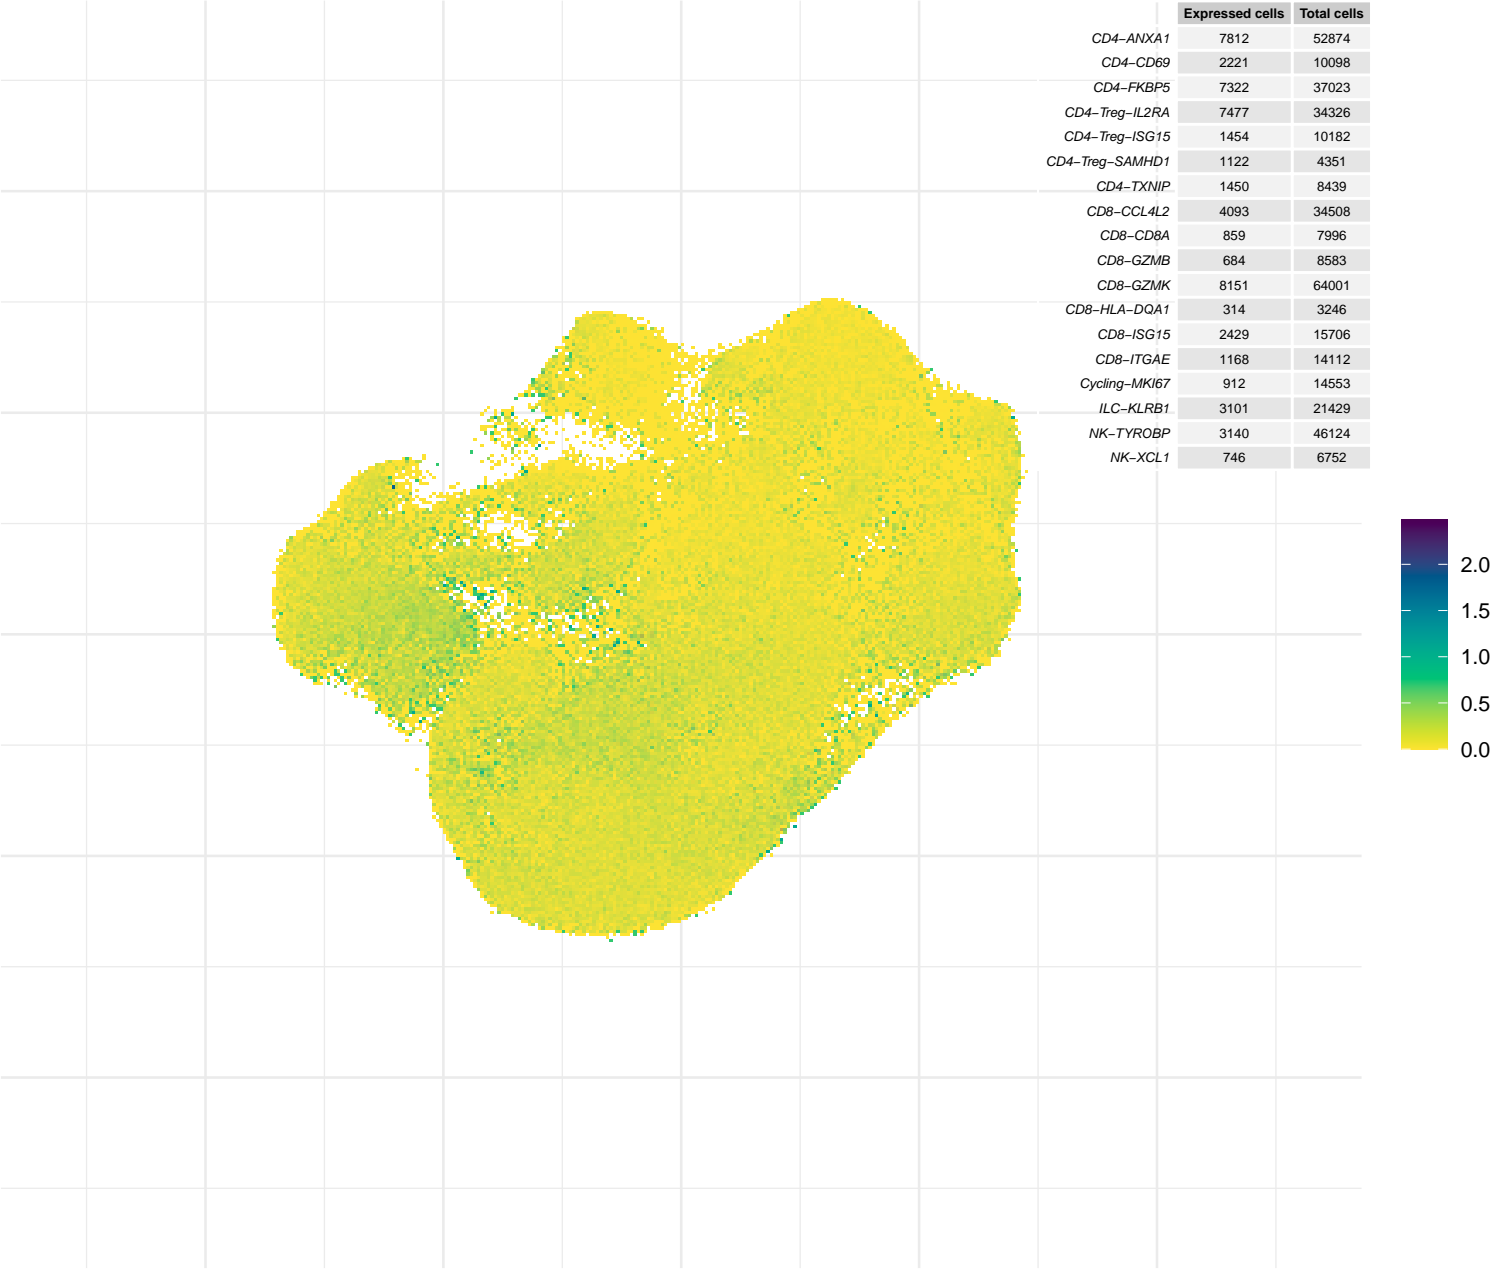 Expressed cells Total cells
CD4−ANXA1 7812 52874
CD4−CD69 2221 10098
CD4−FKBP5 7322 37023
CD4−Treg−IL2RA 7477 34326
CD4−Treg−ISG15 1454 10182
CD4−Treg−SAMHD1 1122 4351
CD4−TXNIP 1450 8439
CD8−CCL4L2 4093 34508
CD8−CD8A 859 7996
CD8−GZMB 684 8583
CD8−GZMK 8151 64001
CD8−HLA−DQA1 314 3246
CD8−ISG15 2429 15706
CD8−ITGAE 1168 14112
Cycling−MKI67 912 14553
ILC−KLRB1 3101 21429
NK−TYROBP 3140 46124
NK−XCL1 746 6752
2.0
1.5
1.0
0.5
0.0